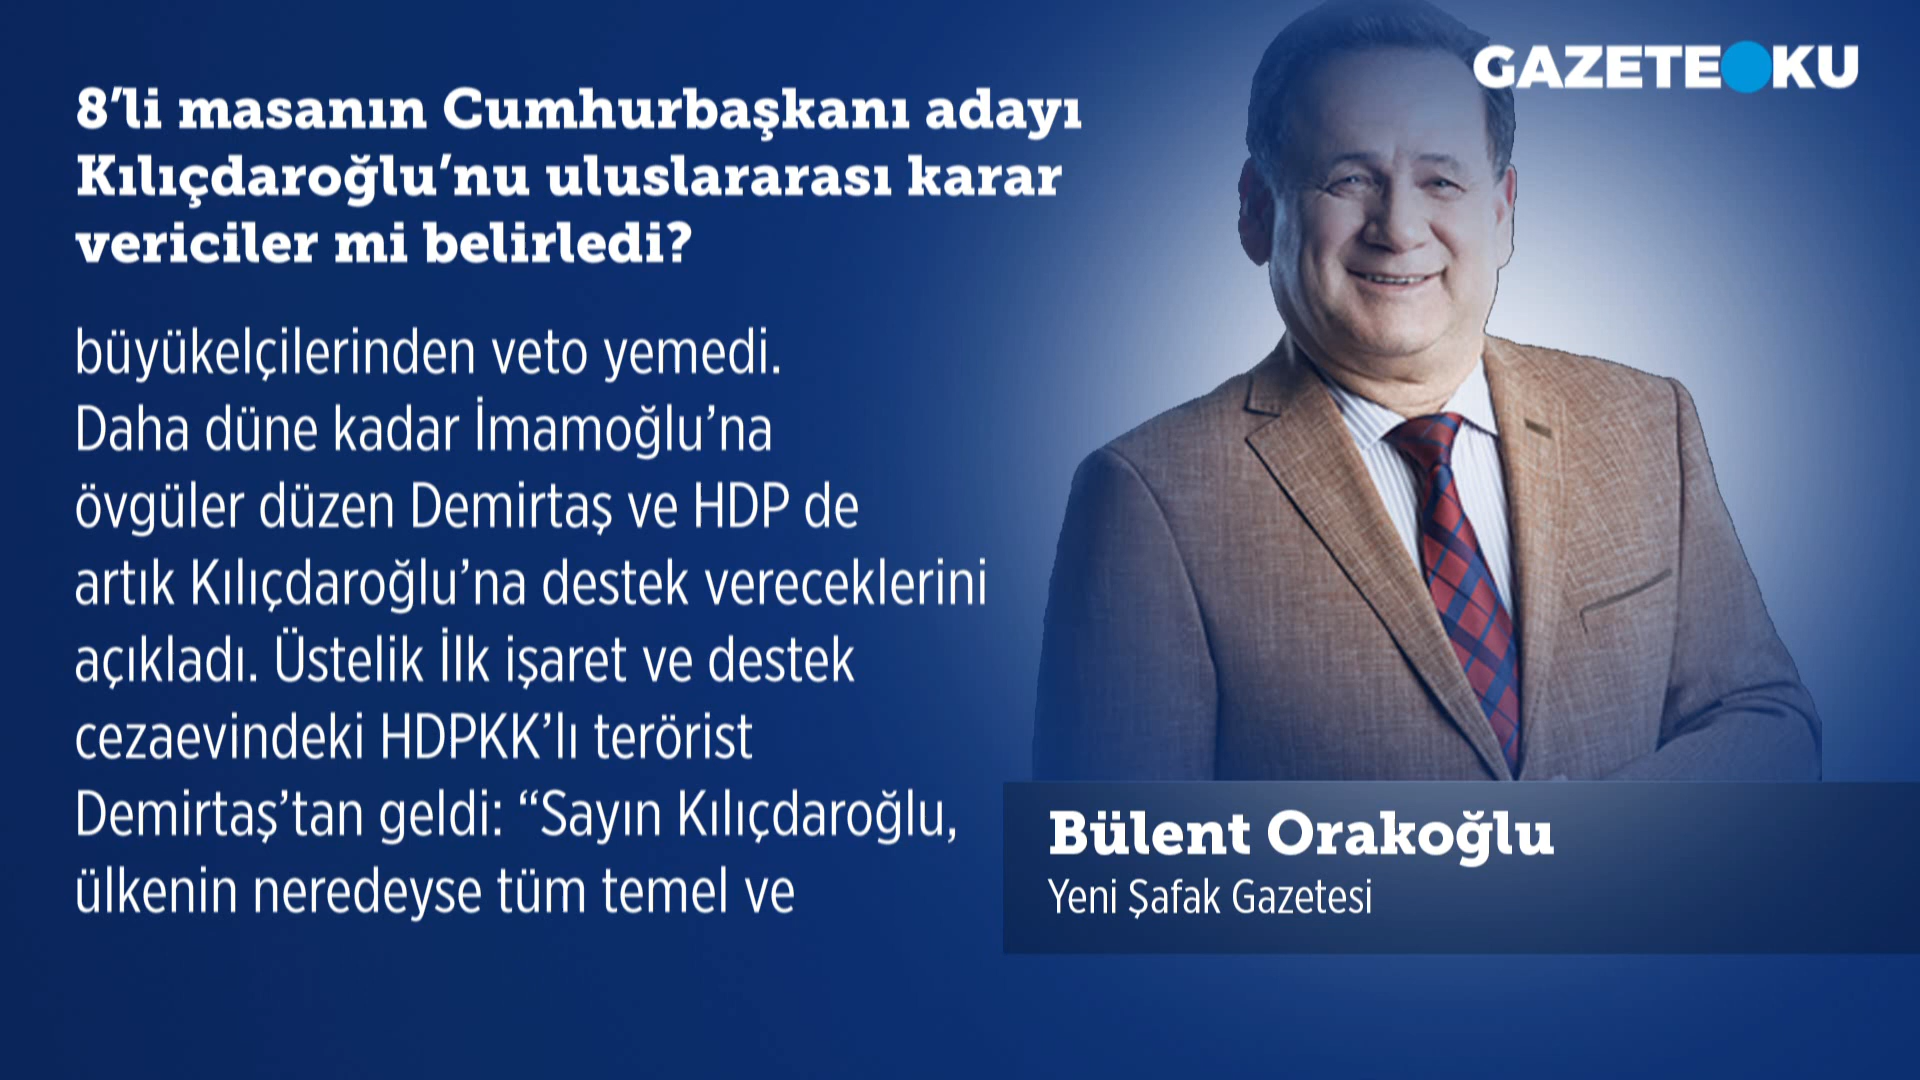 GAZETE KU
8'li masanın Cumhurbaşkanı adayı
Kılıçdaroğlu'nu uluslararası karar
vericiler mi belirledi?
büyükelçilerinden veto yemedi.
Daha düne kadar İmamoğlu'na
övgüler düzen Demirtaş ve HDP de
artık Kılıçdaroğlu'na destek vereceklerini
açıkladı. Üstelik İlk işaret ve destek
cezaevindeki HDPKK'lı terörist
Demirtaş'tan geldi: “Sayın Kılıçdaroğlu,
ülkenin neredeyse tüm temel ve
Bülent Orakoğlu
Yeni Şafak Gazetesi